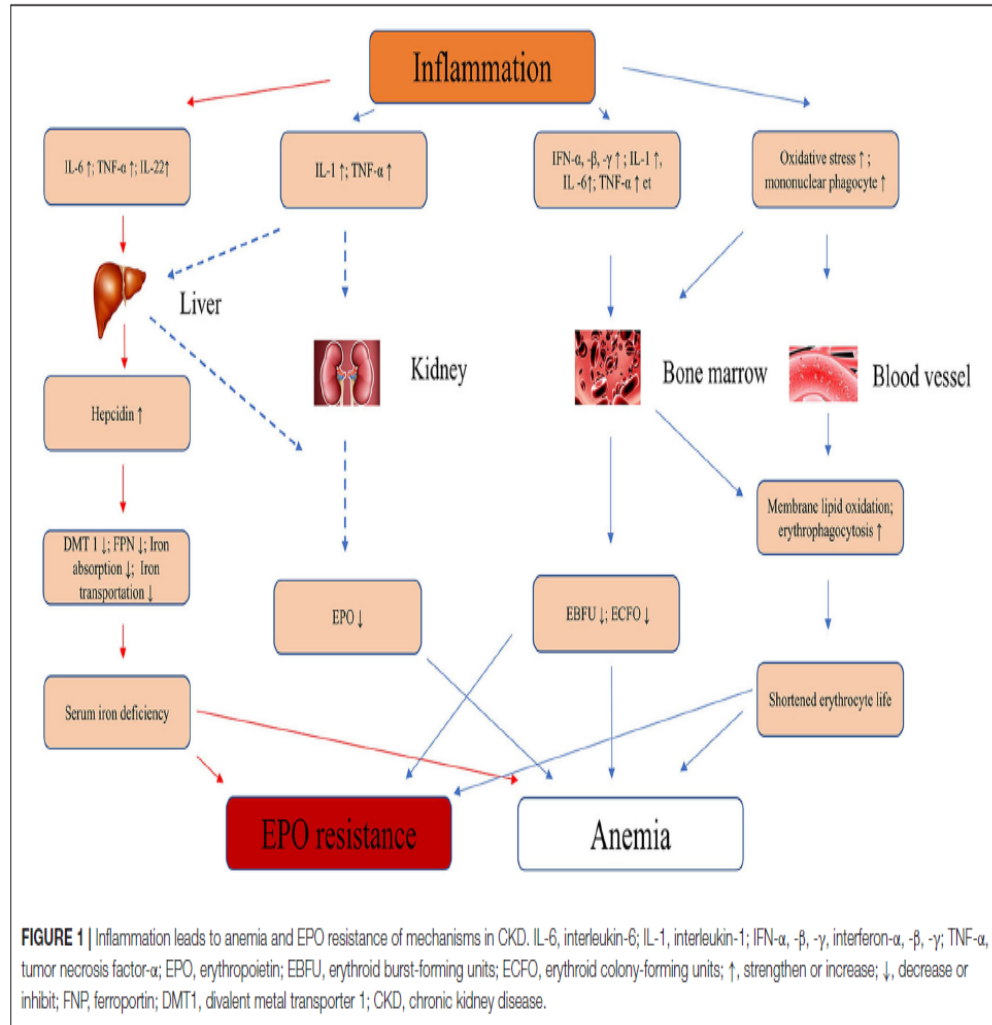 Inflammation
IL-6 ↑; TNF-α ↑; IL-22↑
IL-1 ↑; TNF-α ↑
IFN-α, -β, -γ ↑ ; IL-1 ↑,
IL -6↑; TNF-α ↑ et
Oxidative stress ↑ ;
mononuclear phagocyte ↑
Liver
Kidney
Bone marrow
Blood vessel
Hepcidin ↑
Membrane lipid oxidation;
erythrophagocytosis ↑
DMT 1 ↓; FPN ↓; Iron
absorption ↓; Iron
transportation ↓
EPO ↓
EBFU ↓; ECFO ↓
Serum iron deficiency
Shortened erythrocyte life
EPO resistance
Anemia
FIGURE 1 | Inflammation leads to anemia and EPO resistance of mechanisms in CKD. IL-6, interleukin-6; IL-1, interleukin-1; IFN-α, -β, -γ, interferon-α, -β, -γ; TNF-α,
tumor necrosis factor-α; EPO, erythropoietin; EBFU, erythroid burst-forming units; ECFO, erythroid colony-forming units; ↑, strengthen or increase; ↓, decrease or
inhibit; FNP, ferroportin; DMT1, divalent metal transporter 1; CKD, chronic kidney disease.